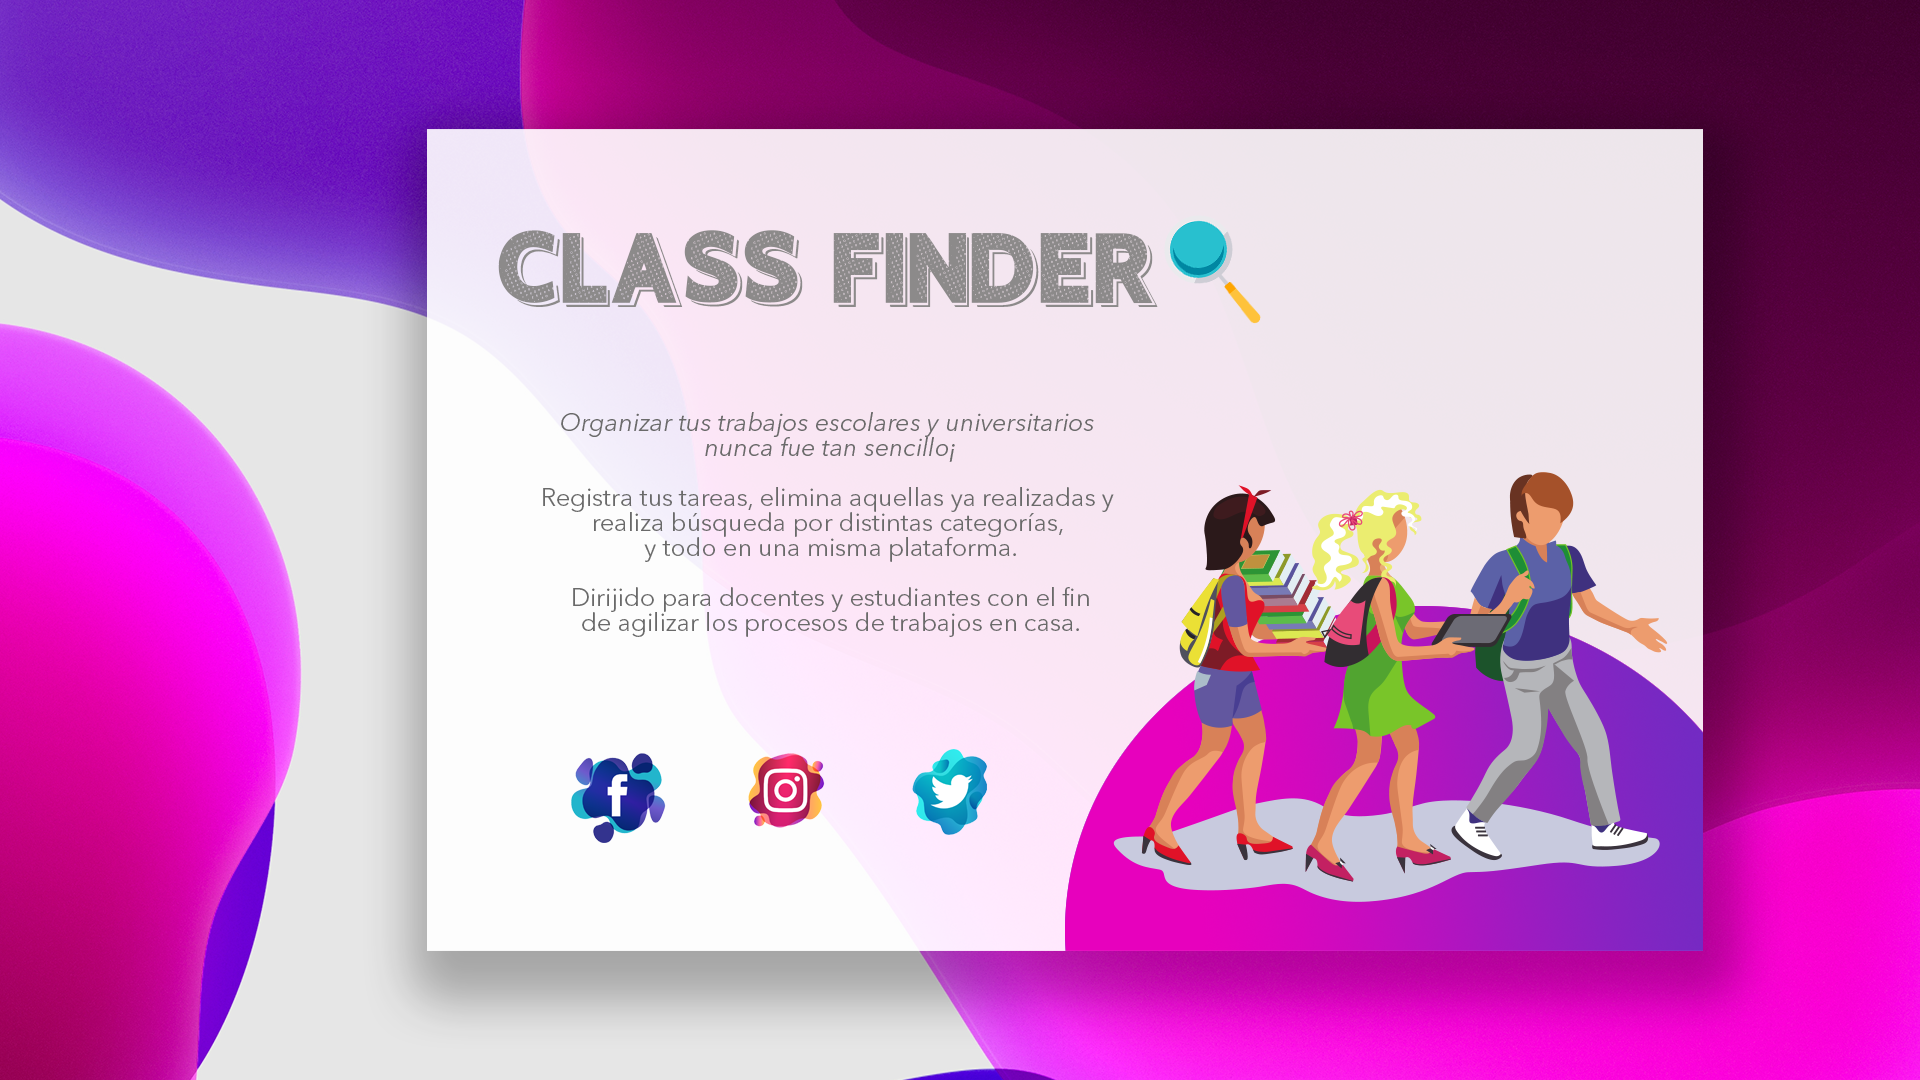 CLASS FINDER
Organizar tus trabajos escolares y universitarios
nunca fue tan sencillo¡
Registra tus tareas, elimina aquellas ya realizadas y
realiza búsqueda por distintas categorías,
y todo en una misma plataforma.
Dirijido para docentes y estudiantes con el fin
de agilizar los procesos de trabajos en casa.